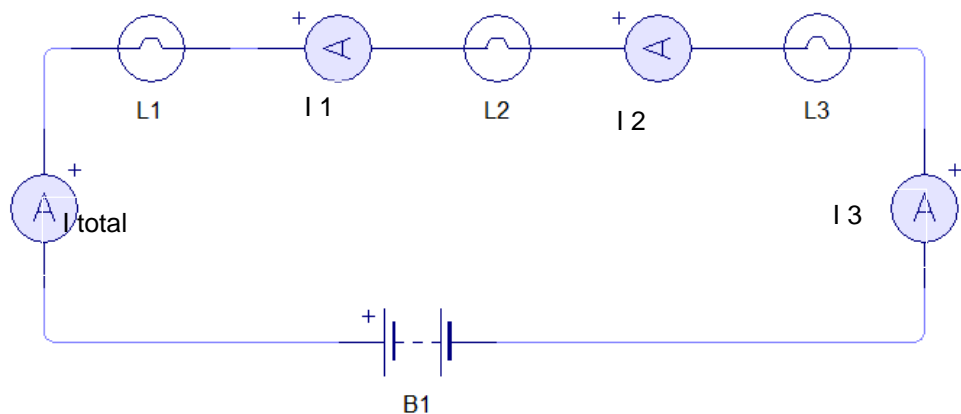 + +
L1 I 1 L2 I 2 L3
A A
+ +
A I total I 3 A
+
B1